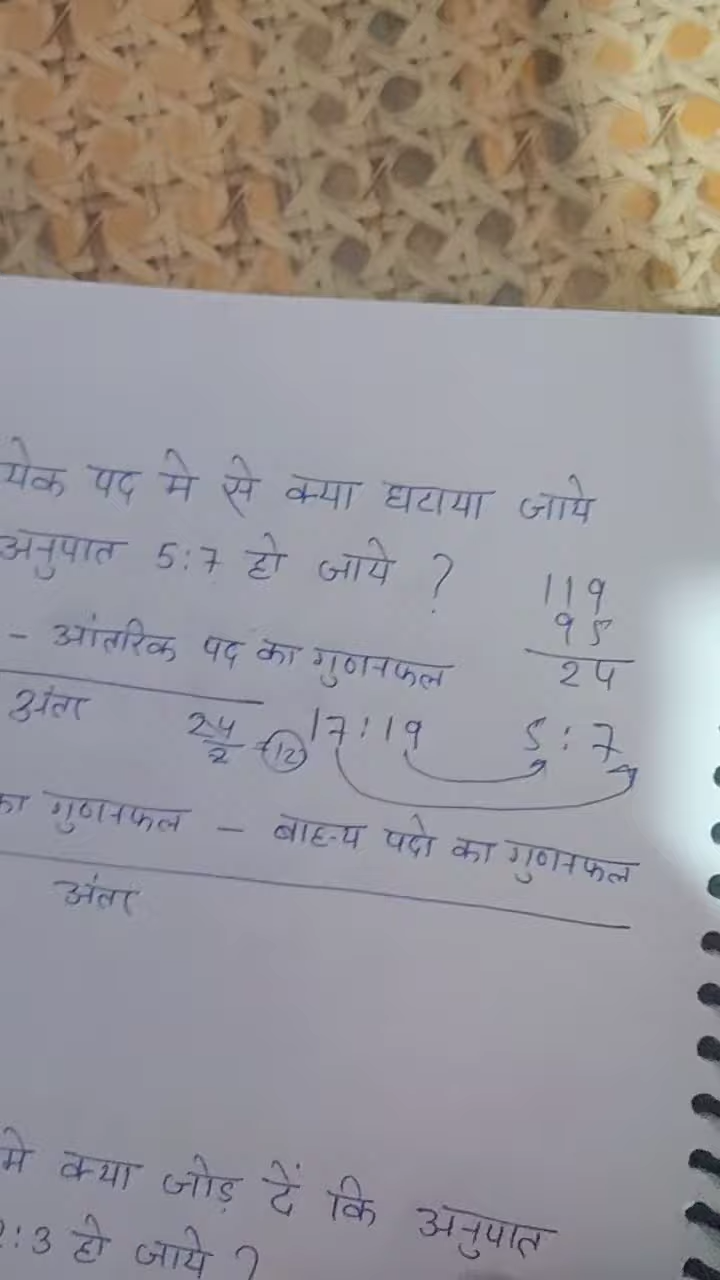 येक पद मे से क्या घटाया जाये
अनुपात 5:7 हो जाये ?
119
95
24
- आंतरिक पद का गुणनफल
अंतर
24/2 = 12
17:19 5:7
का गुणनफल - बाह्य पदो का गुणनफल
अंतर
मे क्या जोड़ दें कि अनुपात
2:3 हो जाये ?